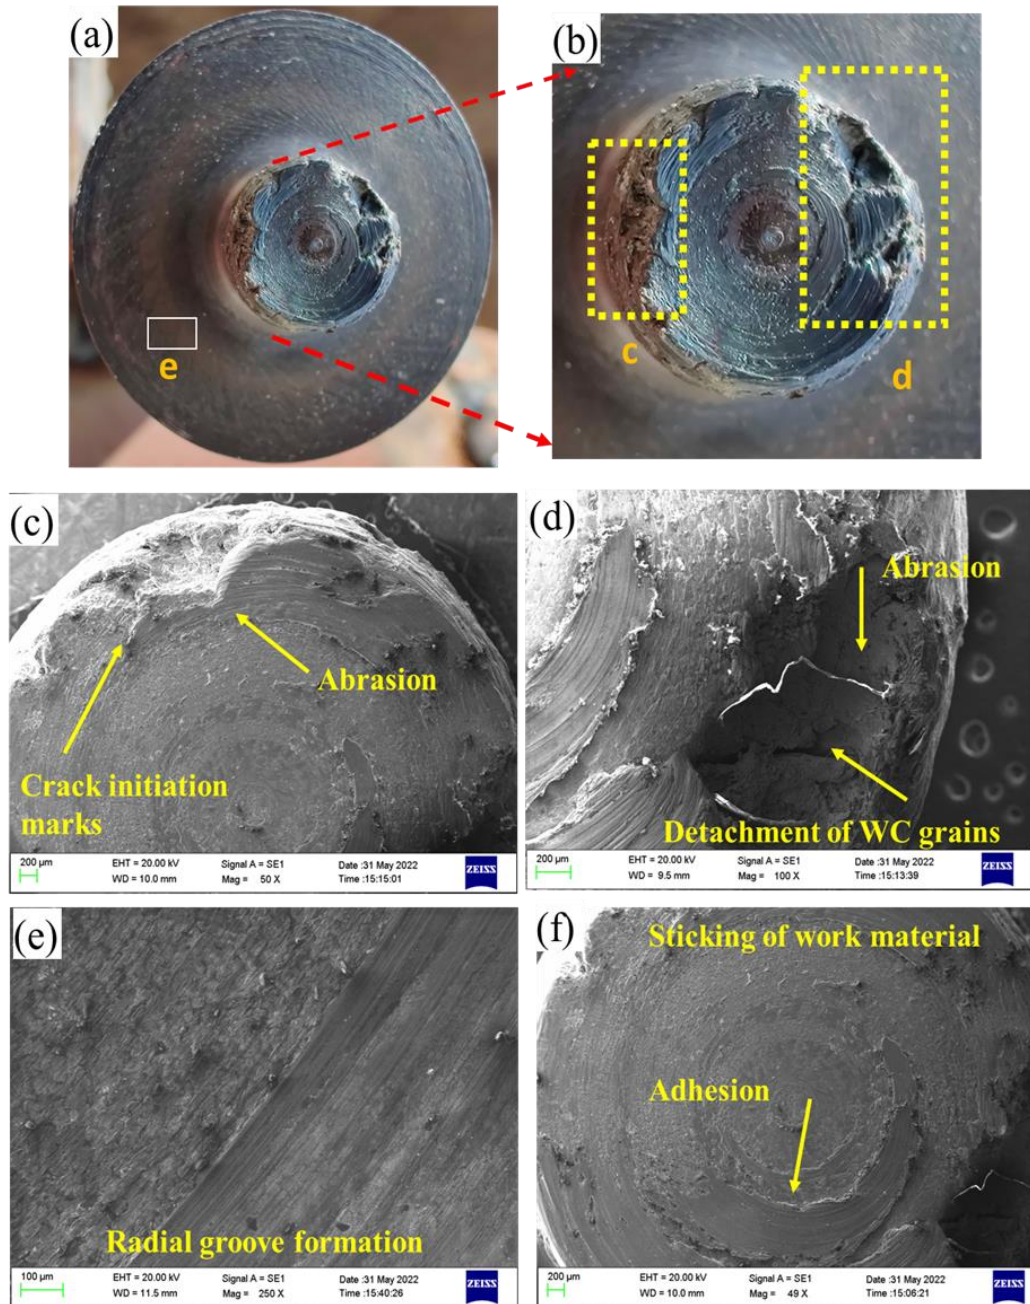 (a)
(b)
e
c
d
(c)
Abrasion
Crack initiation
marks
200 µm
EHT = 20.00 kV
Signal A = SE1
Date :31 May 2022
WD = 10.0 mm
Mag = 50 X
Time :15:15:01
ZEISS
(d)
Abrasion
Detachment of WC grains
200 µm
EHT = 20.00 kV
Signal A = SE1
Date :31 May 2022
WD = 9.5 mm
Mag = 100 X
Time :15:13:39
ZEISS
(e)
Radial groove formation
100 µm
EHT = 20.00 kV
Signal A = SE1
Date :31 May 2022
WD = 11.5 mm
Mag = 250 X
Time :15:40:26
ZEISS
(f)
Sticking of work material
Adhesion
200 µm
EHT = 20.00 kV
Signal A = SE1
Date :31 May 2022
WD = 10.0 mm
Mag = 49 X
Time :15:06:21
ZEISS